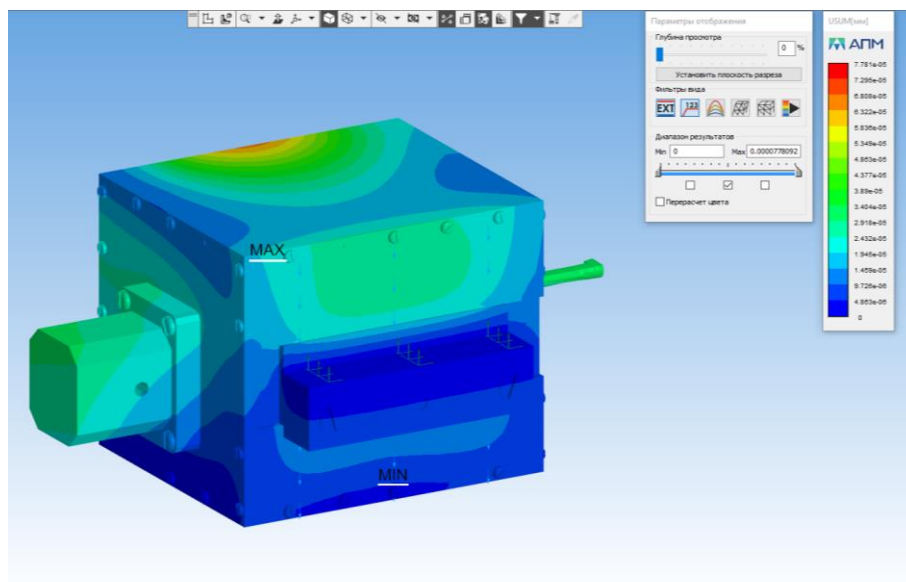 Параметры отображения
Глубина просмотра
0 %
Установить плоскость разреза
Фильтры вида
EXT 123
Диапазон результатов
Min 0 Max 0.0000778092
Перерасчет цвета
USUM[мм]
АПМ
7.781e-05
7.295e-05
6.808e-05
6.322e-05
5.836e-05
5.349e-05
4.863e-05
4.377e-05
3.89e-05
3.404e-05
2.918e-05
2.432e-05
1.945e-05
1.459e-05
9.726e-06
4.863e-06
0
MAX
MIN